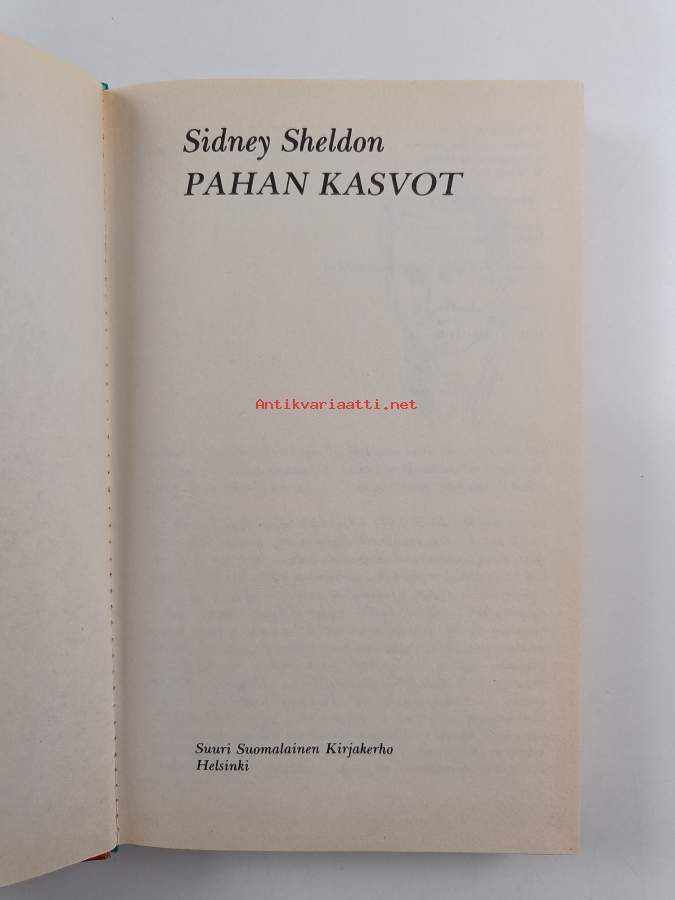 Sidney Sheldon
PAHAN KASVOT
Antikvariaatti.net
Suuri Suomalainen Kirjakerho
Helsinki